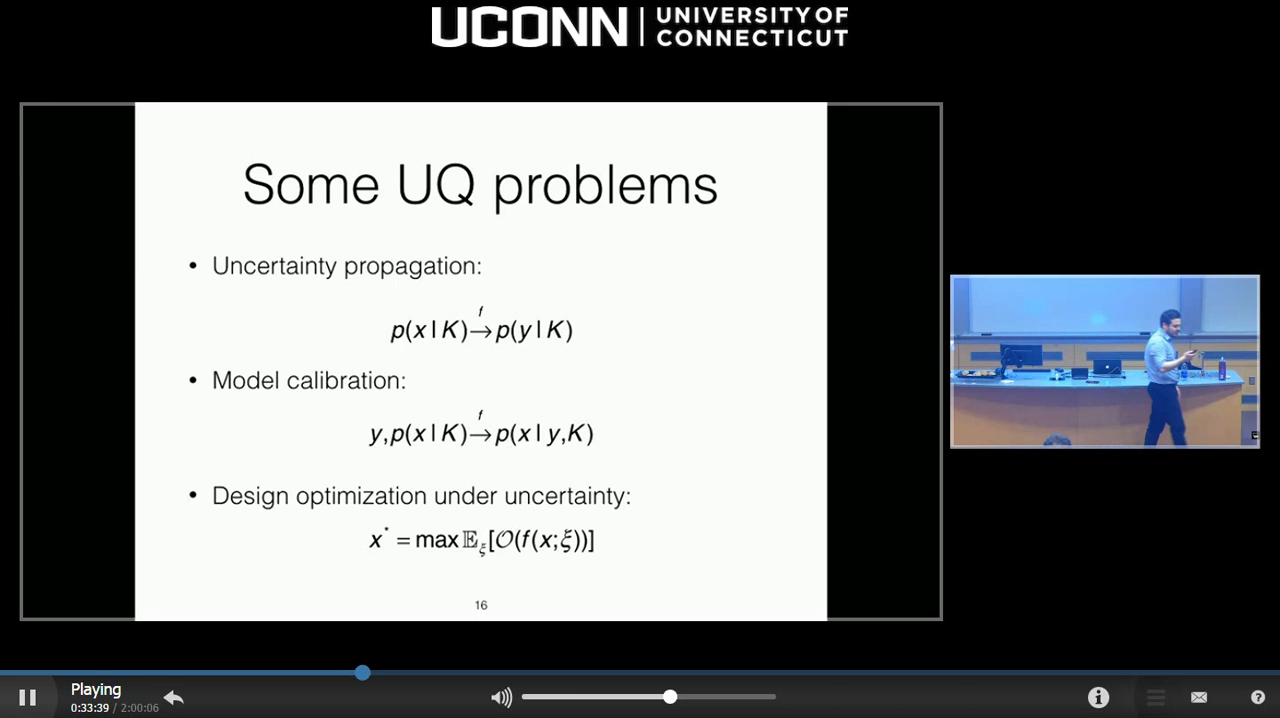 UCONN | UNIVERSITY OF
CONNECTICUT
Some UQ problems
• Uncertainty propagation:
p(x|K) →^f p(y|K)
• Model calibration:
y,p(x|K) →^f p(x|y,K)
• Design optimization under uncertainty:
x* = max 𝔼_ξ[𝒪(f(x;ξ))]
16
Playing
0:33:39 / 2:00:06